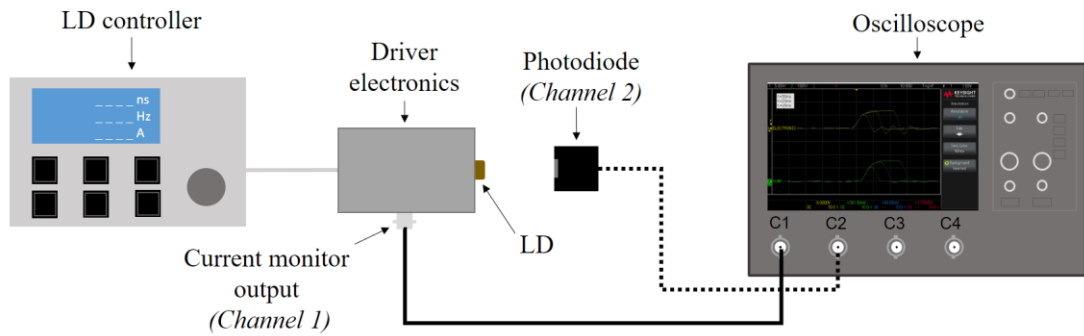 LD controller
_ _ _ _ ns
_ _ _ _ Hz
_ _ _ _ A
Driver
electronics
Photodiode
(Channel 2)
Oscilloscope
KEYSIGHT
C1 C2 C3 C4
LD
Current monitor
output
(Channel 1)